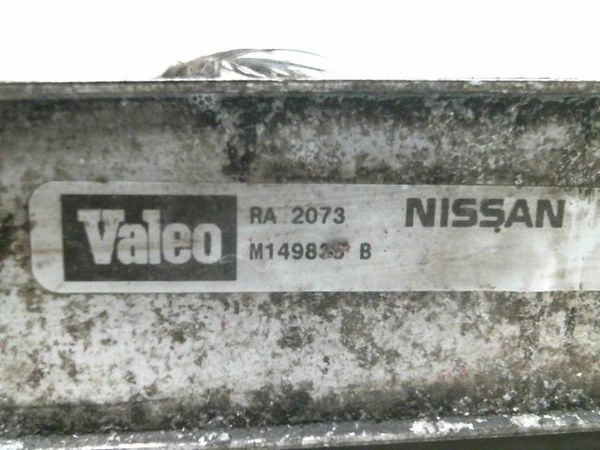 Valeo
RA 2073
B
NISSAN